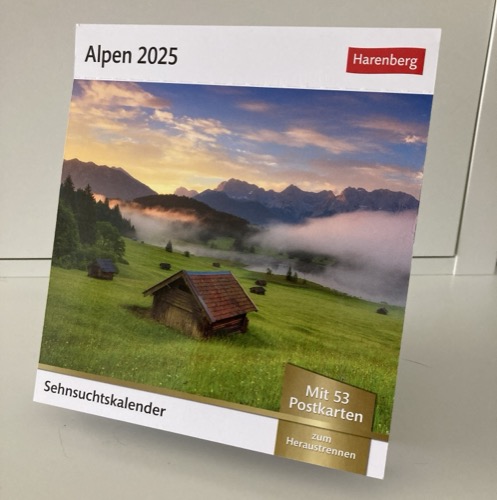 Alpen 2025
Harenberg
Mit 53
Postkarten
zum
Heraustrennen
Sehnsuchtskalender